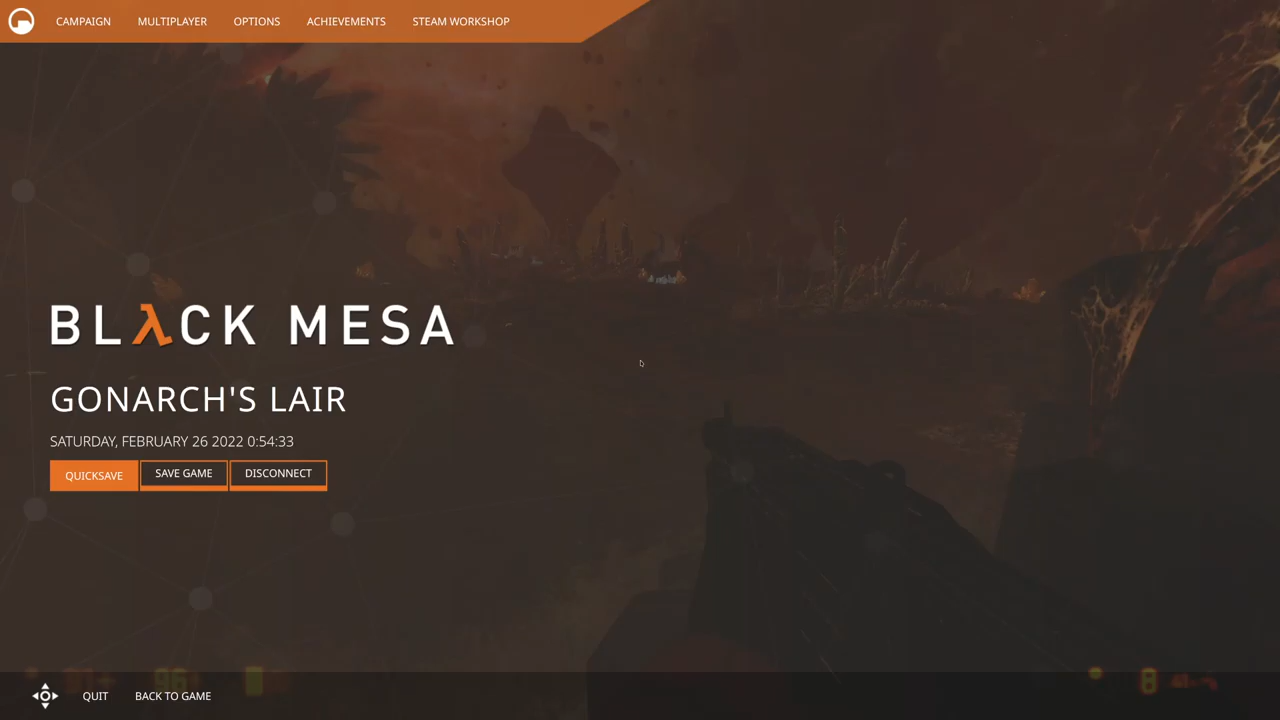 CAMPAIGN MULTIPLAYER OPTIONS ACHIEVEMENTS STEAM WORKSHOP
BLλCK MESA
GONARCH'S LAIR
SATURDAY, FEBRUARY 26 2022 0:54:33
QUICKSAVE SAVE GAME DISCONNECT
QUIT BACK TO GAME